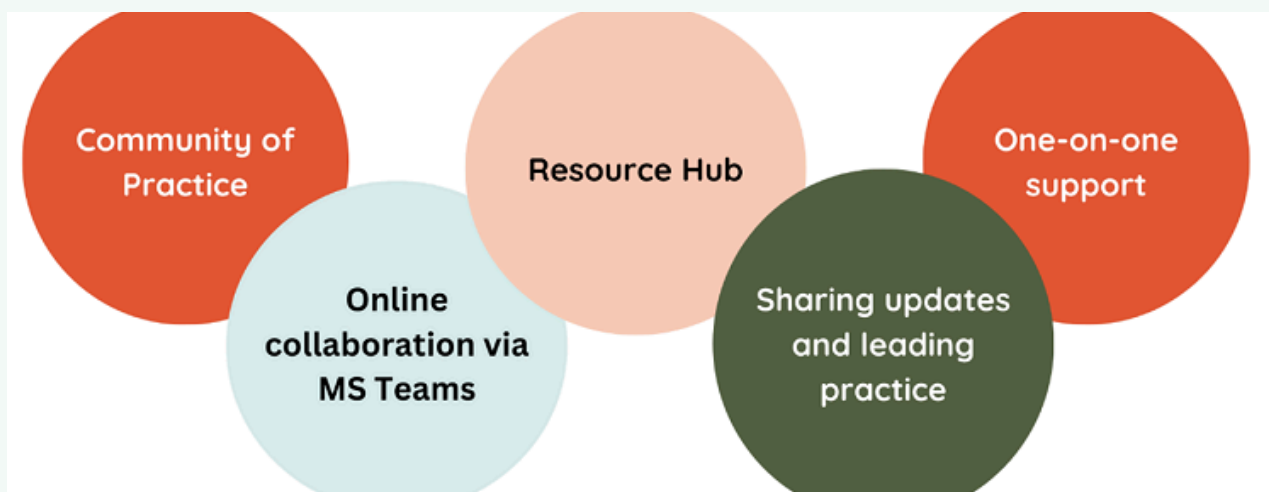 Community of
Practice
Online
collaboration via
MS Teams
Resource Hub
Sharing updates
and leading
practice
One-on-one
support